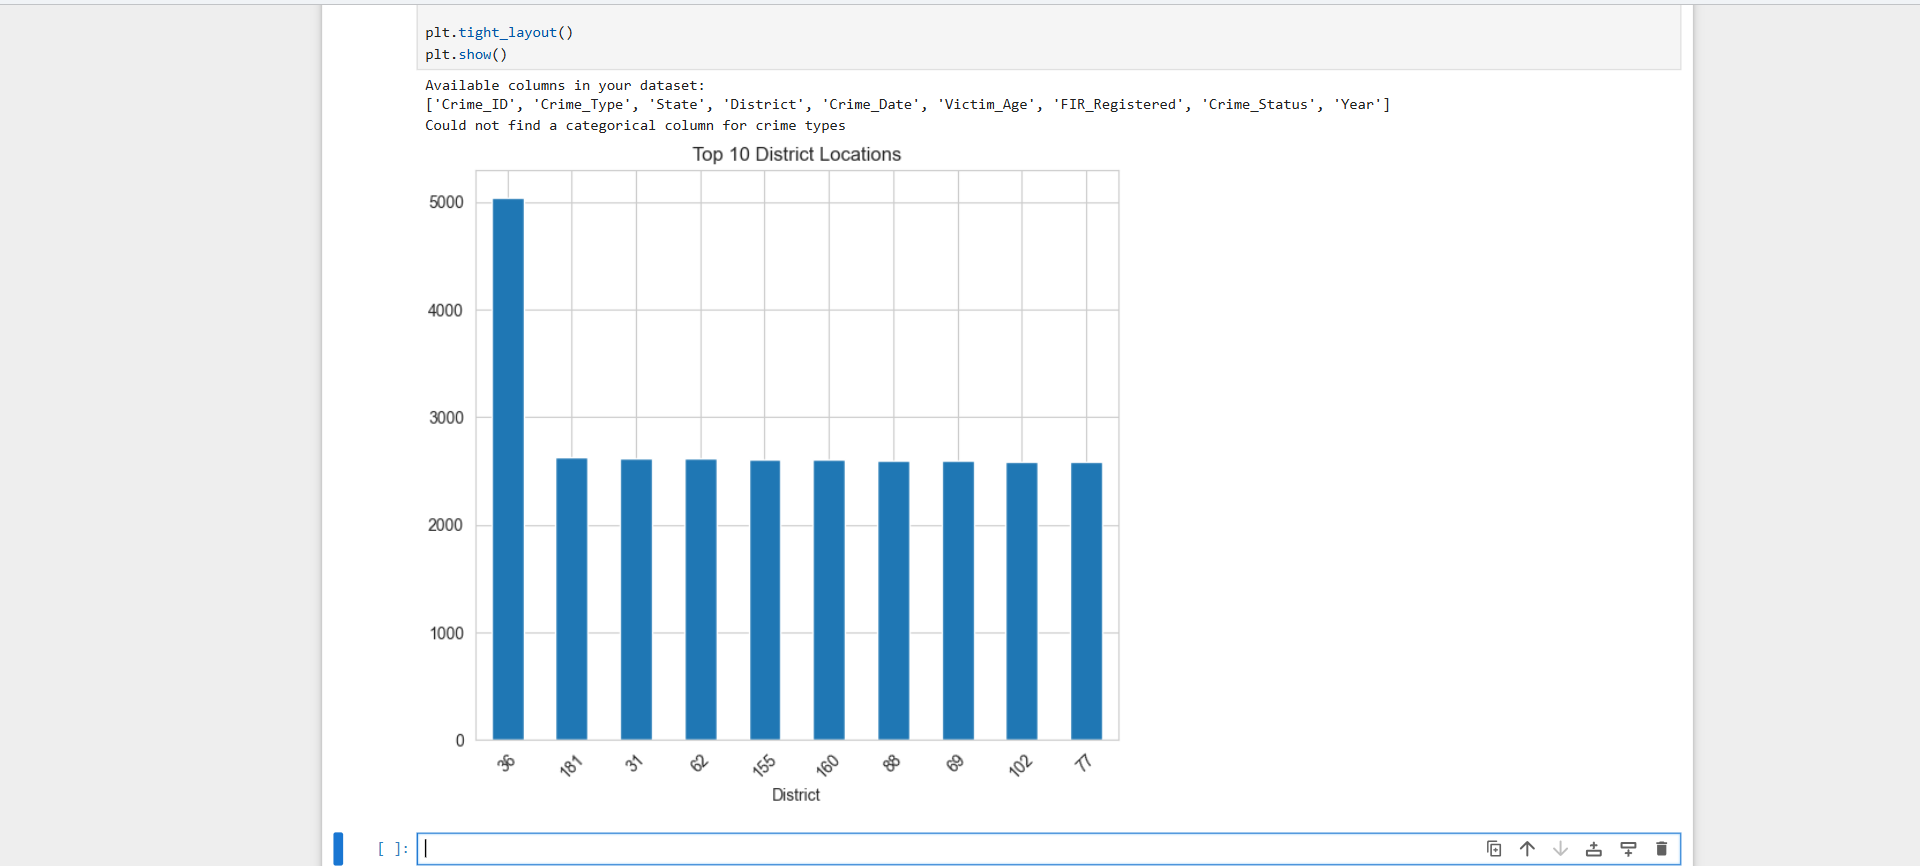 plt.tight_layout()
plt.show()
Available columns in your dataset:
['Crime_ID', 'Crime_Type', 'State', 'District', 'Crime_Date', 'Victim_Age', 'FIR_Registered', 'Crime_Status', 'Year']
Could not find a categorical column for crime types
Top 10 District Locations
5000
4000
3000
2000
1000
0
36 181 31 62 155 160 88 69 102 77
District
[ ]: